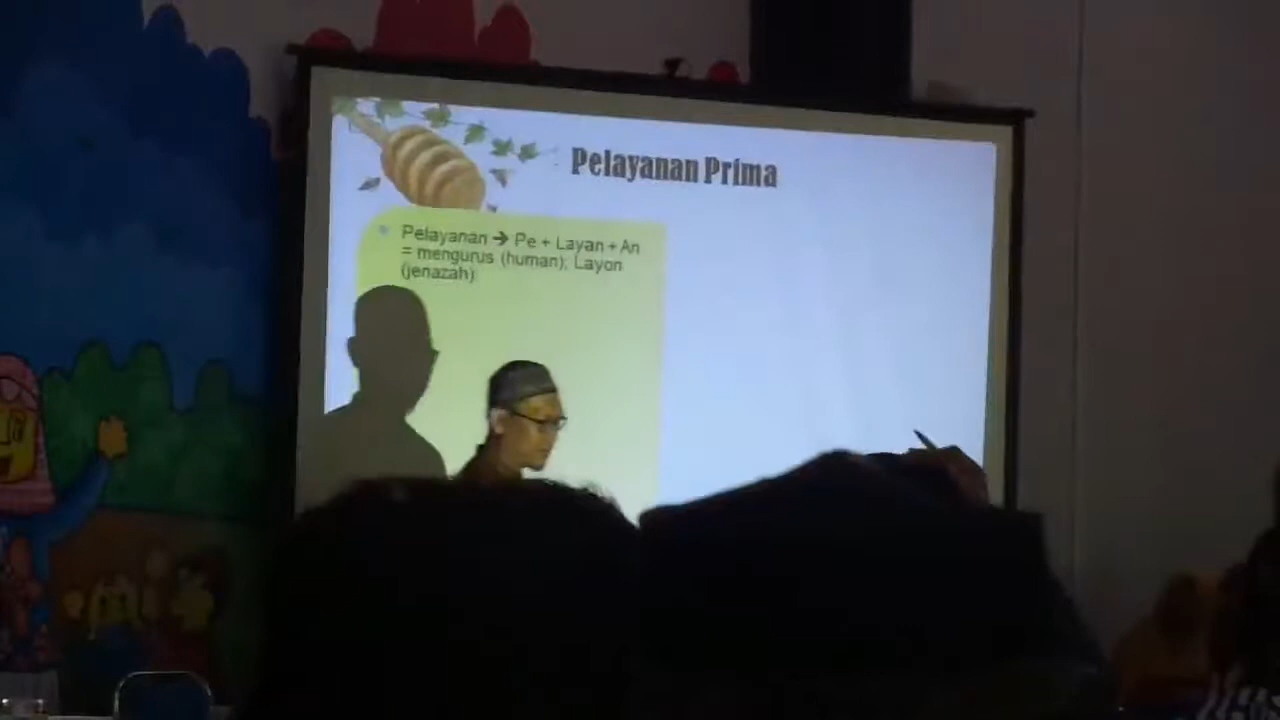 Pelayanan Prima
Pelayanan → Pe + Layan + An
= mengurus (human); Layon
(jenazah)